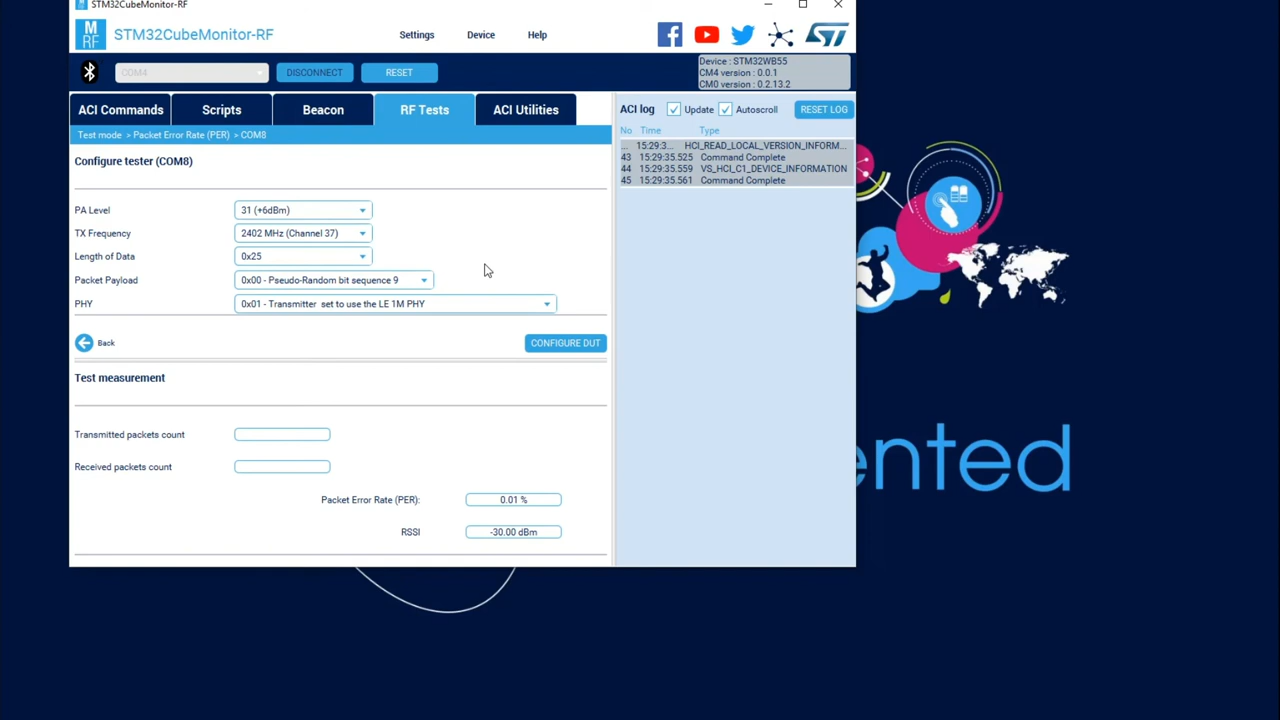 STM32CubeMonitor-RF
M
RF
STM32CubeMonitor-RF
Settings
Device
Help
COM4
DISCONNECT
RESET
Device : STM32WB55
CM4 version : 0.0.1
CM0 version : 0.2.13.2
ACI Commands
Scripts
Beacon
RF Tests
ACI Utilities
ACI log
Update
Autoscroll
RESET LOG
Test mode > Packet Error Rate (PER) > COM8
No Time Type
... 15:29:3... HCI_READ_LOCAL_VERSION_INFORM...
43 15:29:35.525 Command Complete
44 15:29:35.559 VS_HCI_C1_DEVICE_INFORMATION
45 15:29:35.561 Command Complete
Configure tester (COM8)
PA Level 31 (+6dBm)
TX Frequency 2402 MHz (Channel 37)
Length of Data 0x25
Packet Payload 0x00 - Pseudo-Random bit sequence 9
PHY 0x01 - Transmitter set to use the LE 1M PHY
Back
CONFIGURE DUT
Test measurement
Transmitted packets count
Received packets count
Packet Error Rate (PER): 0.01 %
RSSI -30.00 dBm
ented